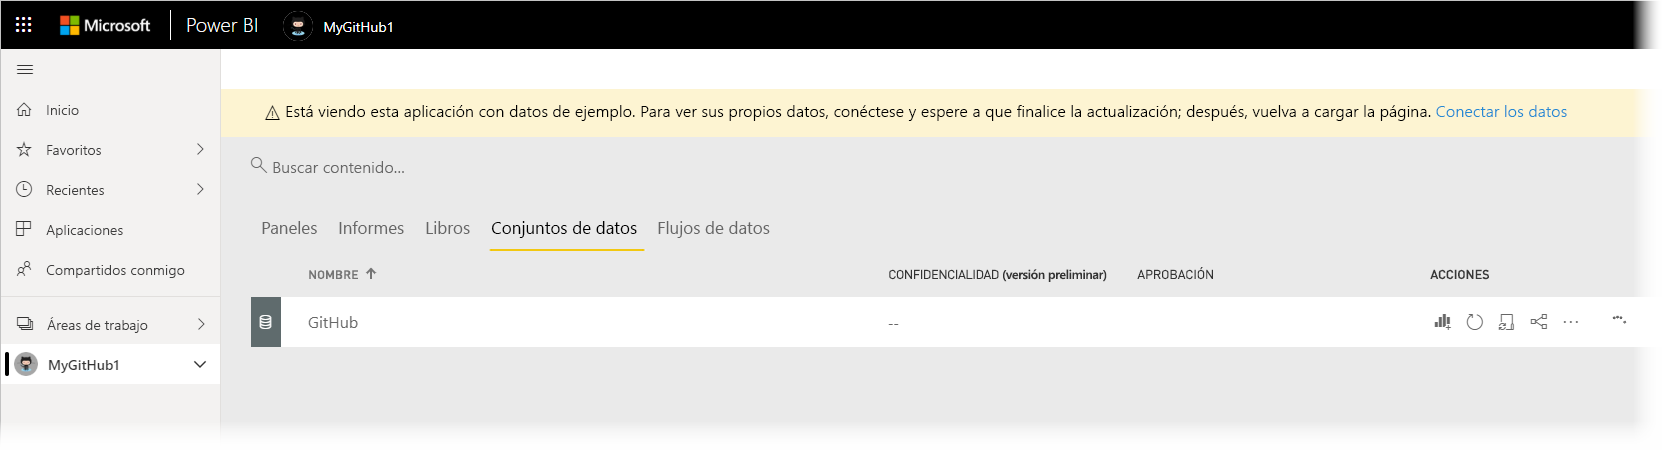 Microsoft Power BI MyGitHub1
Está viendo esta aplicación con datos de ejemplo. Para ver sus propios datos, conéctese y espere a que finalice la actualización; después, vuelva a cargar la página. Conectar los datos
Inicio
Favoritos
Recientes
Aplicaciones
Compartidos conmigo
Áreas de trabajo
MyGitHub1
Buscar contenido...
Paneles Informes Libros Conjuntos de datos Flujos de datos
NOMBRE CONFIDENCIALIDAD (versión preliminar) APROBACIÓN ACCIONES
GitHub --